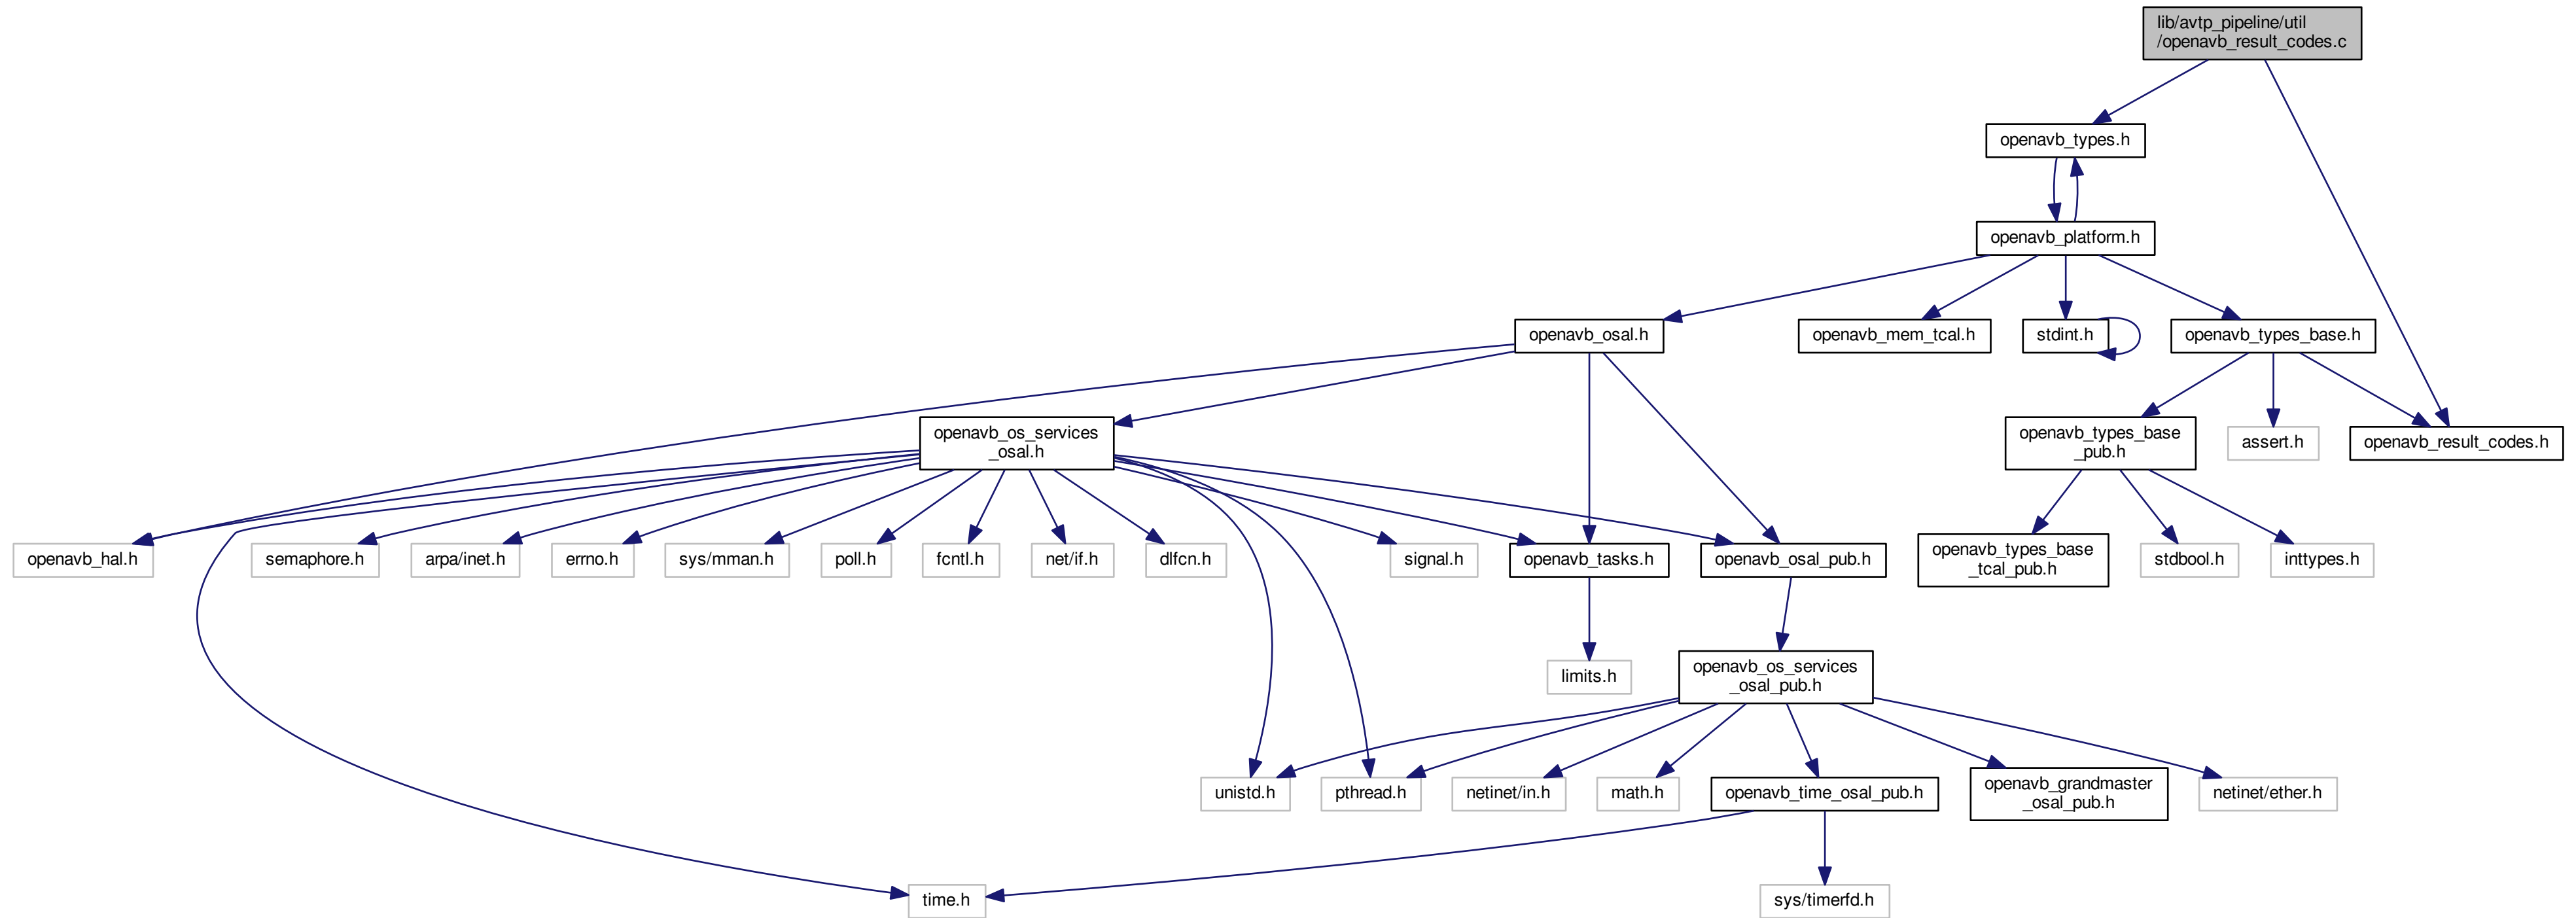 lib/avtp_pipeline/util
/openavb_result_codes.c
openavb_types.h
openavb_platform.h
openavb_osal.h
openavb_mem_tcal.h
stdint.h
openavb_types_base.h
openavb_os_services
_osal.h
openavb_types_base
_pub.h
assert.h
openavb_result_codes.h
openavb_hal.h
semaphore.h
arpa/inet.h
errno.h
sys/mman.h
poll.h
fcntl.h
net/if.h
dlfcn.h
signal.h
openavb_tasks.h
openavb_osal_pub.h
openavb_types_base
_tcal_pub.h
stdbool.h
inttypes.h
limits.h
openavb_os_services
_osal_pub.h
unistd.h
pthread.h
netinet/in.h
math.h
openavb_time_osal_pub.h
openavb_grandmaster
_osal_pub.h
netinet/ether.h
time.h
sys/timerfd.h